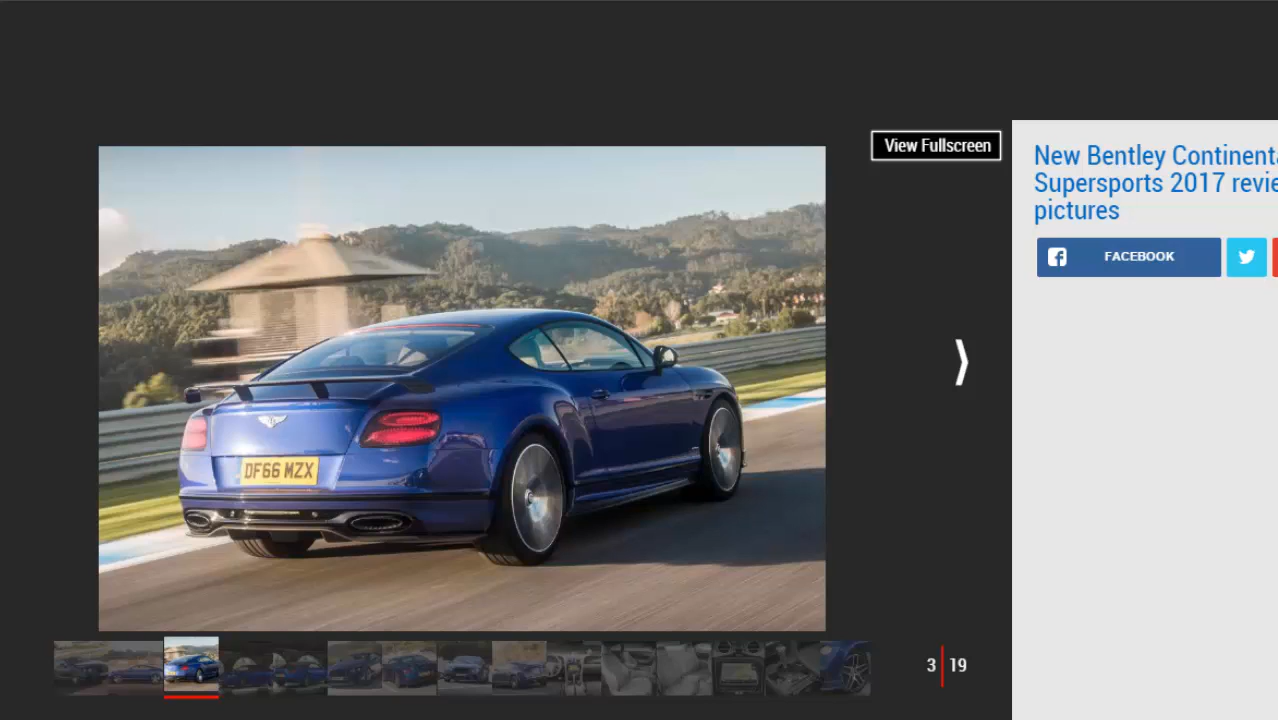 View Fullscreen
New Bentley Continenta
Supersports 2017 revie
pictures
FACEBOOK
DF66 MZX
3 19